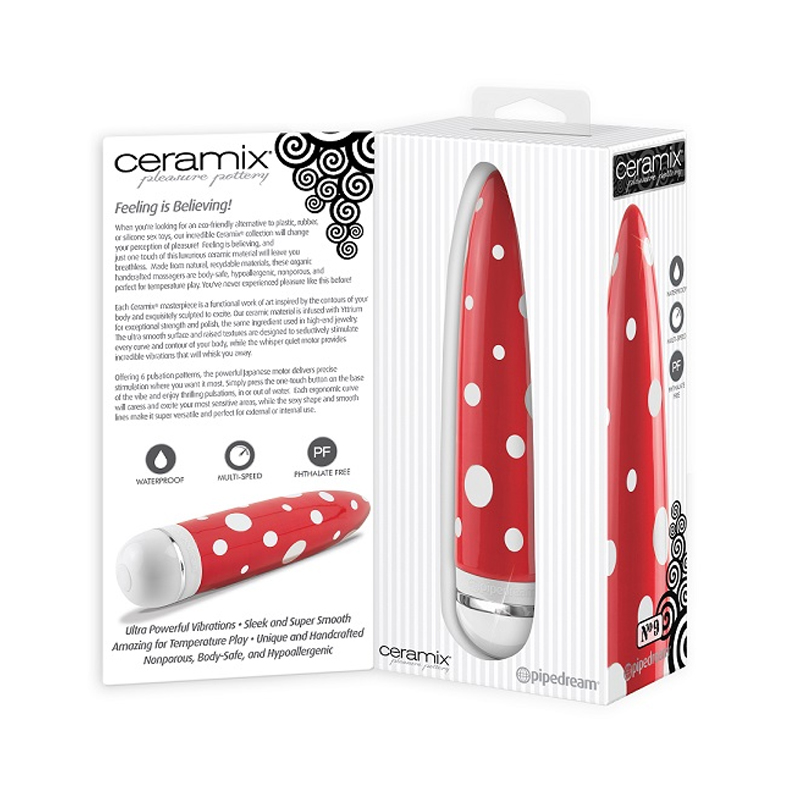 ceramix®
pleasure pottery
Feeling is Believing!
When you're looking for an eco-friendly alternative to plastic, rubber,
or silicone sex toys, our incredible Ceramix® collection will change
your perception of pleasure! Feeling is believing, and
just one touch of this luxurious ceramic material will leave you
breathless. Made from natural, recyclable materials, these organic
handcrafted massagers are body-safe, hypoallergenic, nonporous, and
perfect for temperature play. You've never experienced pleasure like this before!
Each Ceramix® masterpiece is a functional work of art inspired by the contours of your
body and exquisitely sculpted to excite. Our ceramic material is infused with Yttrium
for exceptional strength and polish, the same ingredient used in high-end jewelry.
The ultra smooth surface and raised textures are designed to seductively stimulate
every curve and contour of your body, while the whisper quiet motor provides
incredible vibrations that will whisk you away.
Offering 6 pulsation patterns, the powerful Japanese motor delivers precise
stimulation where you want it most. Simply press the one-touch button on the base
of the vibe and enjoy thrilling pulsations, in or out of water. Each ergonomic curve
will caress and excite your most sensitive areas, while the sexy shape and smooth
lines make it super versatile and perfect for external or internal use.
PF
WATERPROOF MULTI-SPEED PHTHALATE FREE
Ultra Powerful Vibrations • Sleek and Super Smooth
Amazing for Temperature Play • Unique and Handcrafted
Nonporous, Body-Safe, and Hypoallergenic
ceramix®
pleasure pottery
pipedream®
ceramix
pleasure pottery
WATERPROOF
MULTI-SPEED
PF
PHTHALATE
FREE
Nº9
pipedream